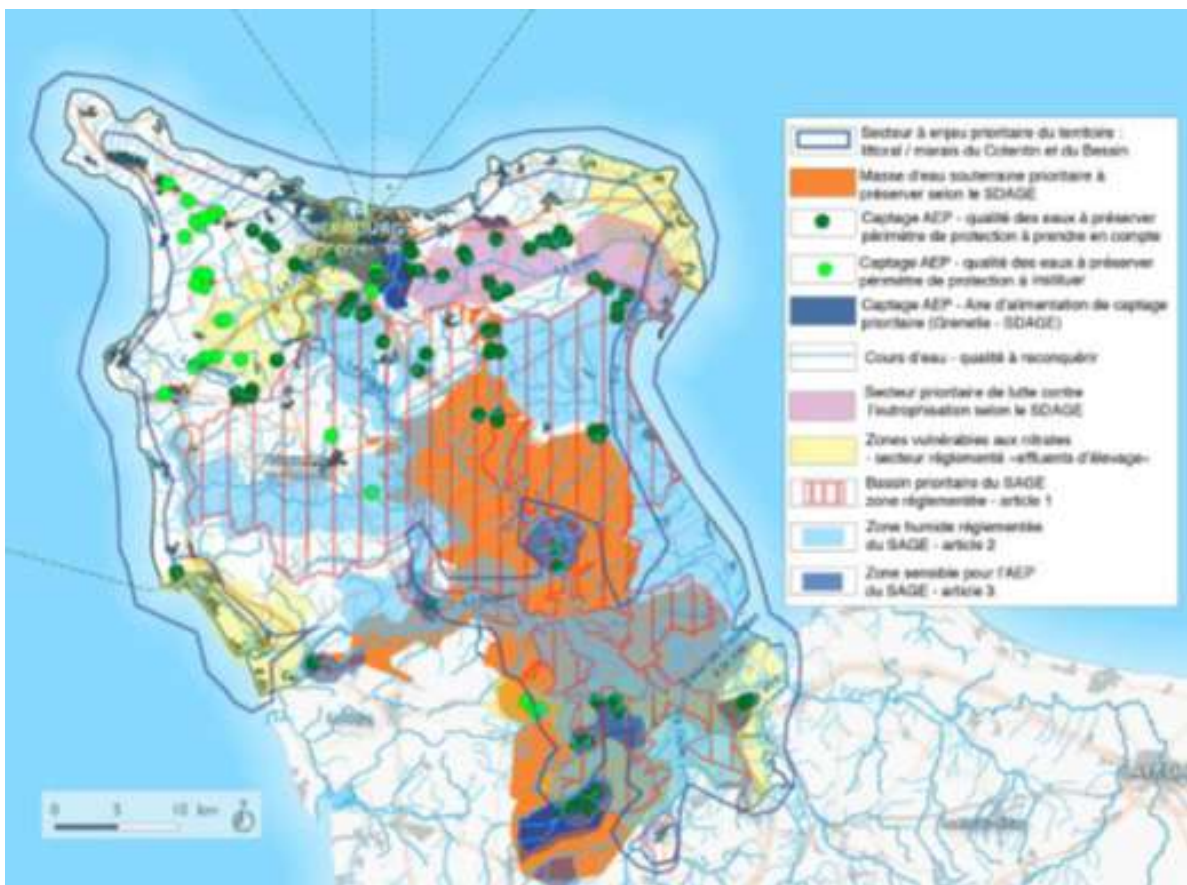 Secteur à enjeu prioritaire du territoire :
littoral / marais du Cotentin et du Bessin
Masse d'eau souterraine prioritaire à
préserver selon le SDAGE
Captage AEP - qualité des eaux à préserver
périmètre de protection à prendre en compte
Captage AEP - qualité des eaux à préserver
périmètre de protection à instituer
Captage AEP - Aire d'alimentation de captage
prioritaire (Grenelle - SDAGE)
Cours d'eau - qualité à reconquérir
Secteur prioritaire de lutte contre
l'eutrophisation selon le SDAGE
Zones vulnérables aux nitrates
- secteur réglementé «effluents d'élevage»
Bassin prioritaire du SAGE
zone réglementée - article 1
Zone humide réglementée
du SAGE - article 2
Zone sensible pour l'AEP
du SAGE - article 3
0 5 10 km